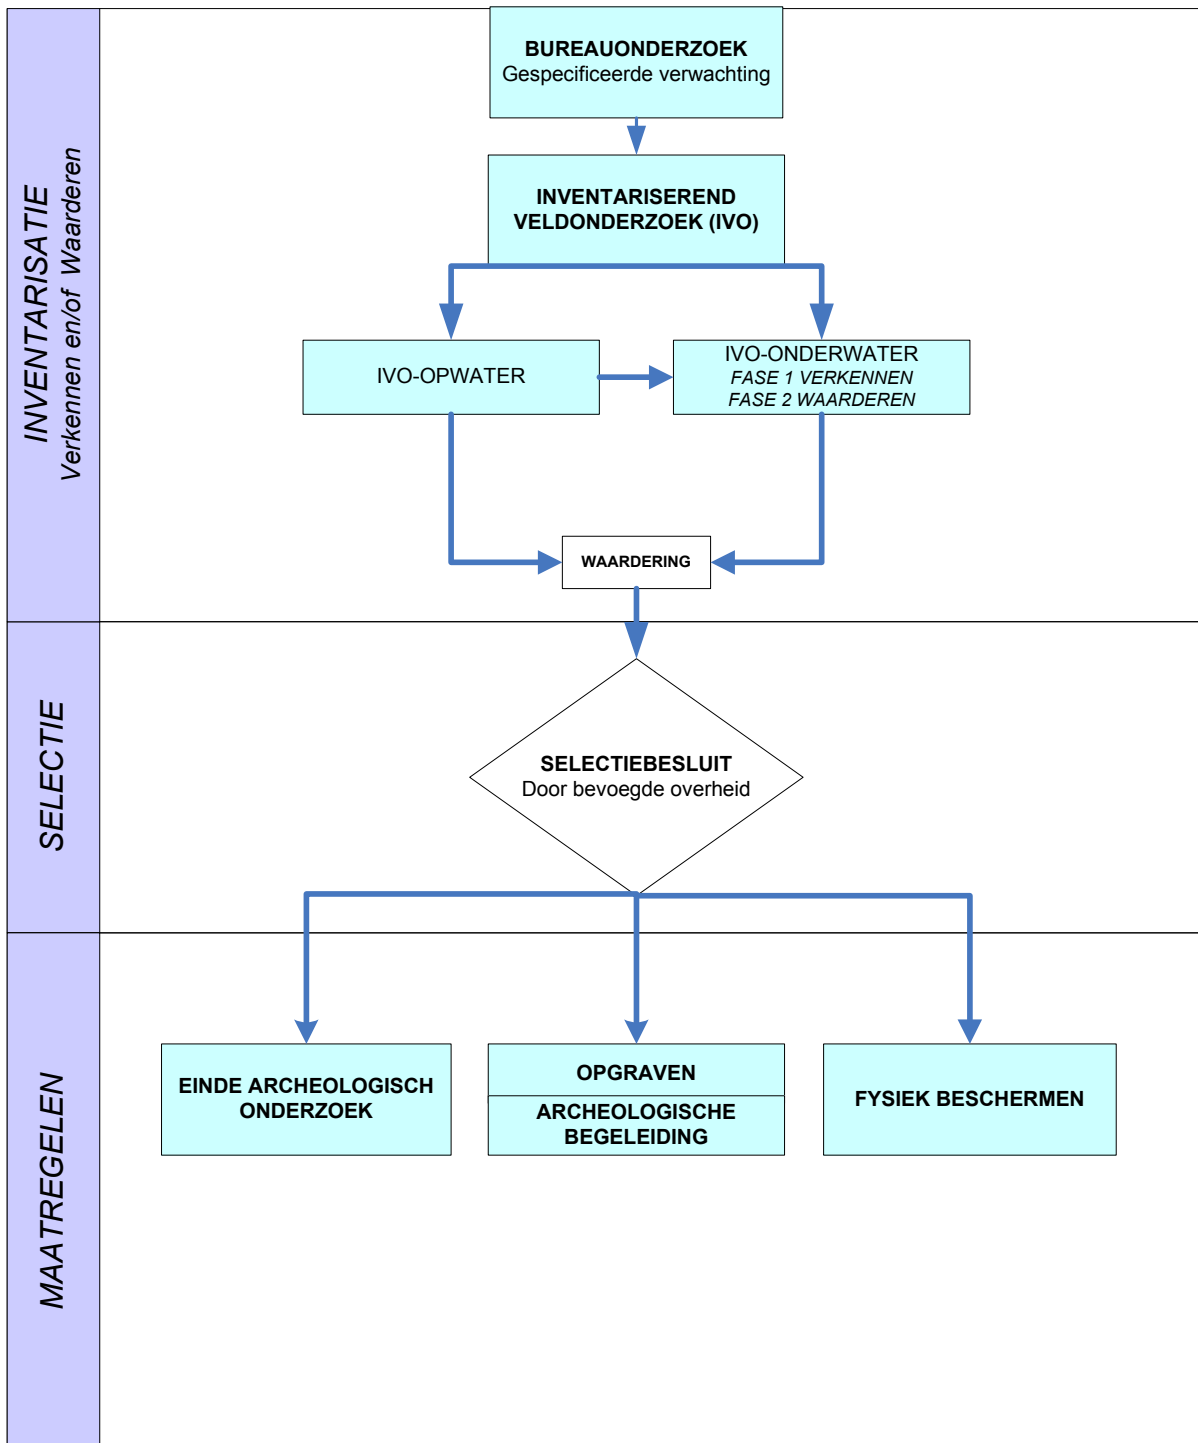 INVENTARISATIE
Verkennen en/of Waarderen
BUREAUONDERZOEK
Gespecificeerde verwachting
INVENTARISEREND
VELDONDERZOEK (IVO)
IVO-OPWATER
IVO-ONDERWATER
FASE 1 VERKENNEN
FASE 2 WAARDEREN
WAARDERING
SELECTIE
SELECTIEBESLUIT
Door bevoegde overheid
MAATREGELEN
EINDE ARCHEOLOGISCH
ONDERZOEK
OPGRAVEN
ARCHEOLOGISCHE
BEGELEIDING
FYSIEK BESCHERMEN